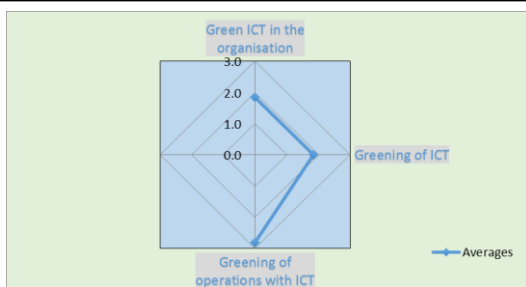 Green ICT in the
organisation
3.0
2.0
1.0
0.0
Greening of ICT
Averages
Greening of
operations with ICT